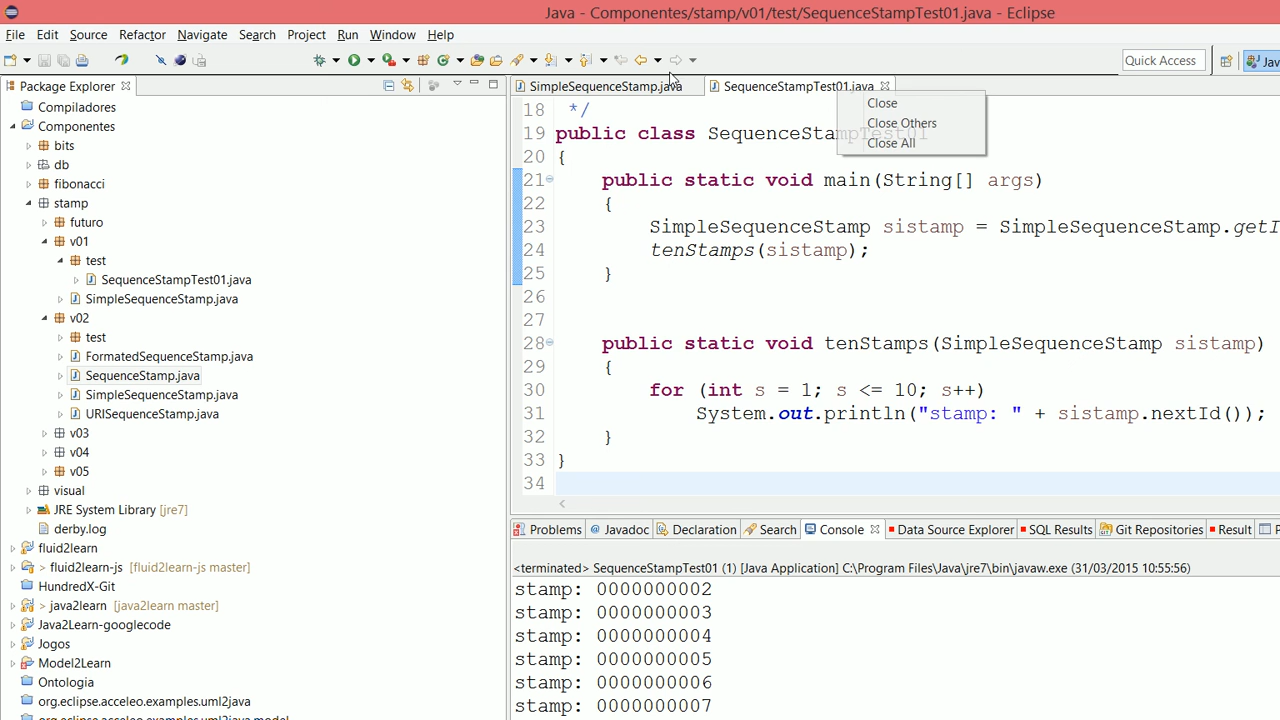 Java - Componentes/stamp/v01/test/SequenceStampTest01.java - Eclipse
File Edit Source Refactor Navigate Search Project Run Window Help
Quick Access
Package Explorer
Compiladores
Componentes
bits
db
fibonacci
stamp
futuro
v01
test
SequenceStampTest01.java
SimpleSequenceStamp.java
v02
test
FormatedSequenceStamp.java
SequenceStamp.java
SimpleSequenceStamp.java
URISequenceStamp.java
v03
v04
v05
visual
JRE System Library [jre7]
derby.log
fluid2learn
> fluid2learn-js [fluid2learn-js master]
HundredX-Git
> java2learn [java2learn master]
Java2Learn-googlecode
Jogos
Model2Learn
Ontologia
org.eclipse.acceleo.examples.uml2java
org.eclipse.acceleo.examples.uml2java.model
SimpleSequenceStamp.java SequenceStampTest01.java
Close
Close Others
Close All
18 */
19 public class SequenceStampTest01
20 {
21 public static void main(String[] args)
22 {
23 SimpleSequenceStamp sistamp = SimpleSequenceStamp.getI
24 tenStamps(sistamp);
25 }
26
27
28 public static void tenStamps(SimpleSequenceStamp sistamp)
29 {
30 for (int s = 1; s <= 10; s++)
31 System.out.println("stamp: " + sistamp.nextId());
32 }
33 }
34
Problems @ Javadoc Declaration Search Console Data Source Explorer SQL Results Git Repositories Result
<terminated> SequenceStampTest01 (1) [Java Application] C:\Program Files\Java\jre7\bin\javaw.exe (31/03/2015 10:55:56)
stamp: 0000000002
stamp: 0000000003
stamp: 0000000004
stamp: 0000000005
stamp: 0000000006
stamp: 0000000007